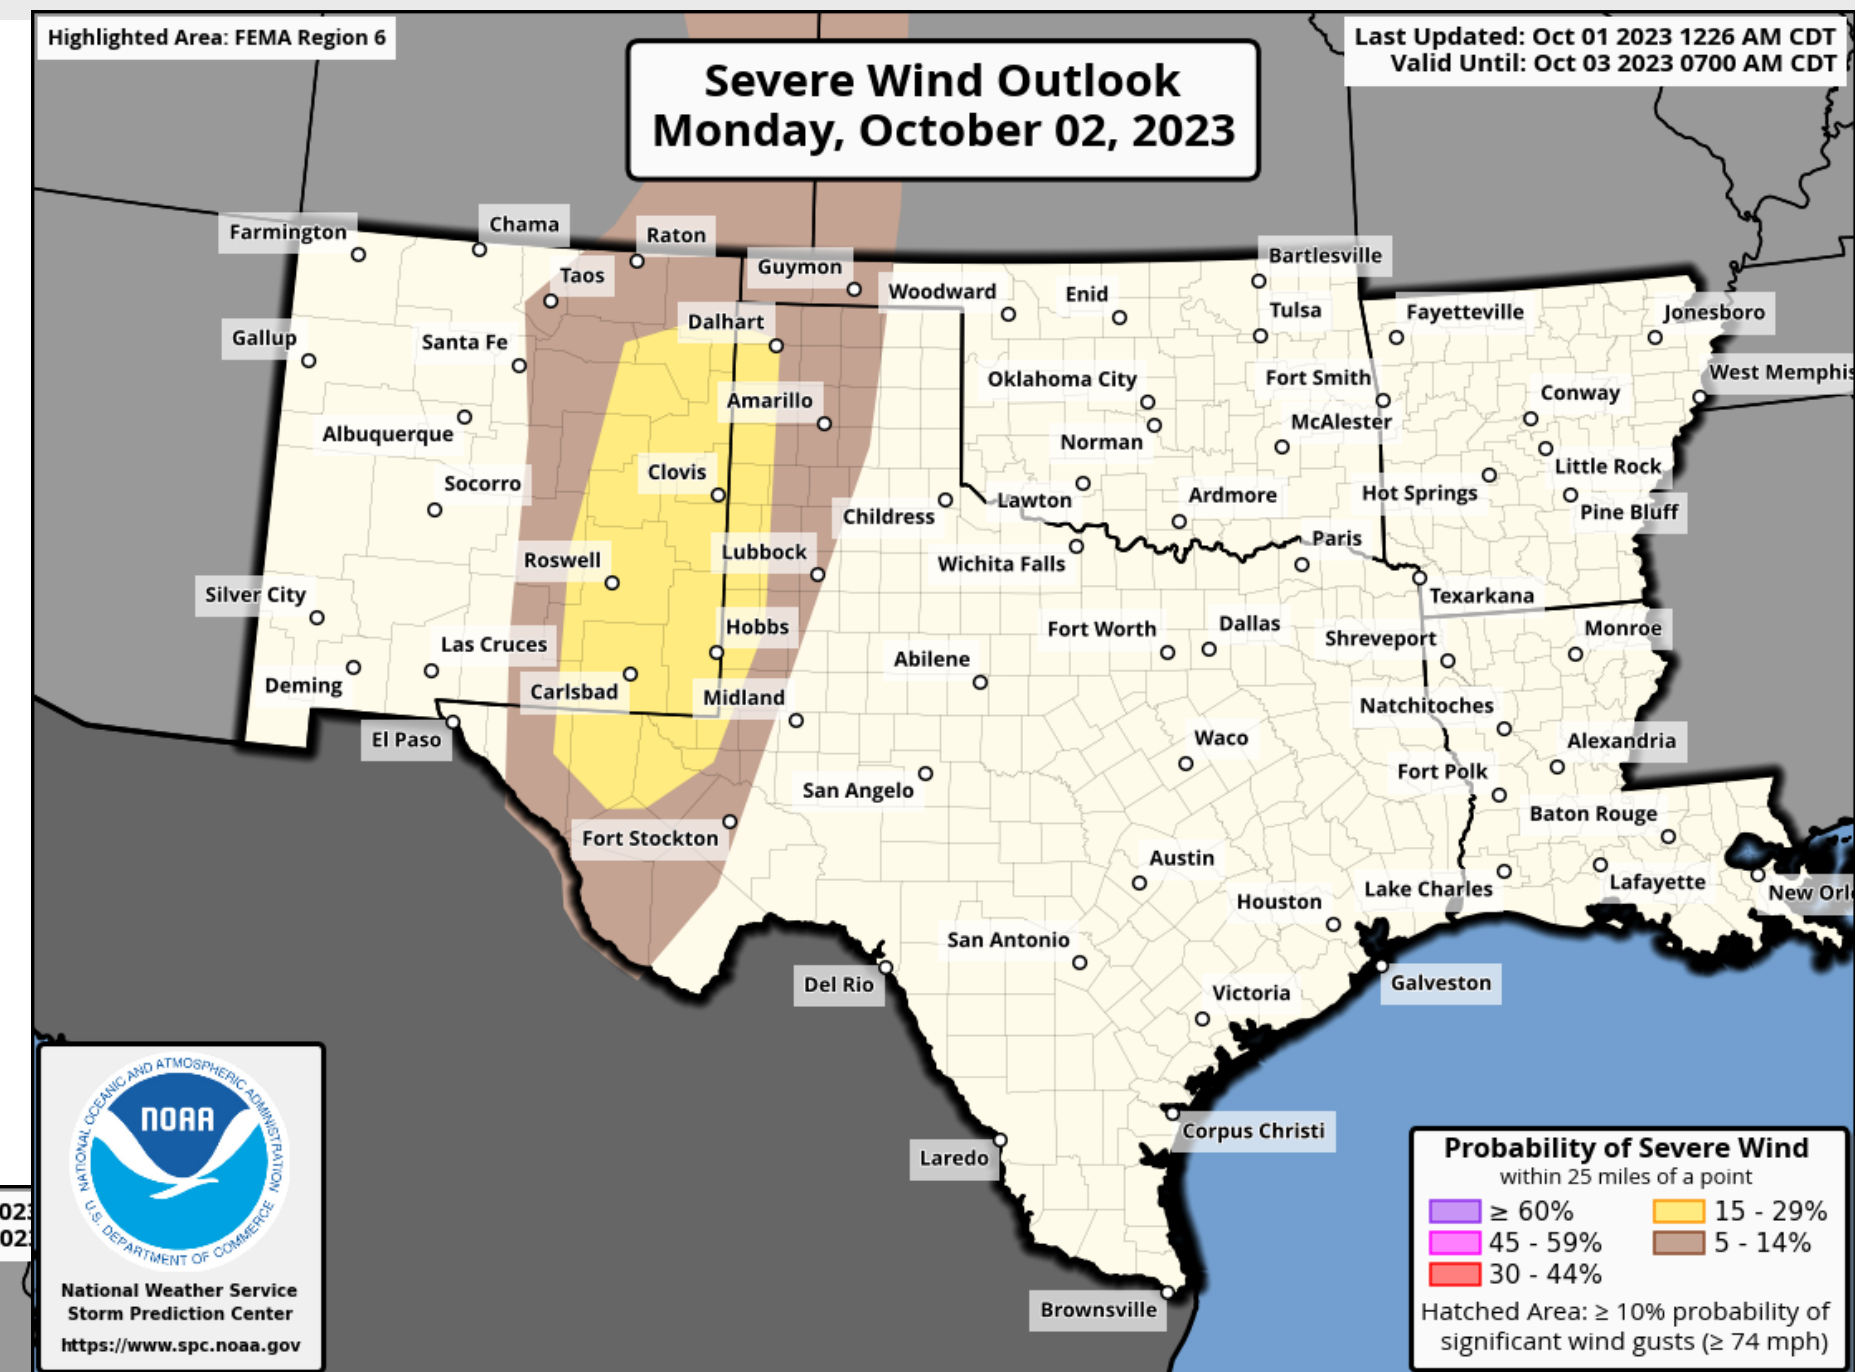 Highlighted Area: FEMA Region 6
Severe Wind Outlook
Monday, October 02, 2023
Last Updated: Oct 01 2023 1226 AM CDT
Valid Until: Oct 03 2023 0700 AM CDT
Farmington
Chama
Raton
Taos
Guymon
Bartlesville
Woodward
Enid
Tulsa
Fayetteville
Jonesboro
Gallup
Santa Fe
Dalhart
Oklahoma City
Fort Smith
West Memphis
Albuquerque
Amarillo
Norman
McAlester
Conway
Socorro
Clovis
Childress
Lawton
Ardmore
Hot Springs
Little Rock
Pine Bluff
Roswell
Lubbock
Wichita Falls
Paris
Silver City
Texarkana
Las Cruces
Hobbs
Fort Worth
Dallas
Shreveport
Monroe
Deming
Carlsbad
Midland
Abilene
Natchitoches
El Paso
Waco
Alexandria
San Angelo
Fort Polk
Fort Stockton
Baton Rouge
Austin
Houston
Lake Charles
Lafayette
New Orl
San Antonio
Del Rio
Victoria
Galveston
Corpus Christi
Laredo
Brownsville
023
023
NATIONAL OCEANIC AND ATMOSPHERIC ADMINISTRATION
NOAA
U.S. DEPARTMENT OF COMMERCE
National Weather Service
Storm Prediction Center
https://www.spc.noaa.gov
Probability of Severe Wind
within 25 miles of a point
≥ 60% 15 - 29%
45 - 59% 5 - 14%
30 - 44%
Hatched Area: ≥ 10% probability of
significant wind gusts (≥ 74 mph)